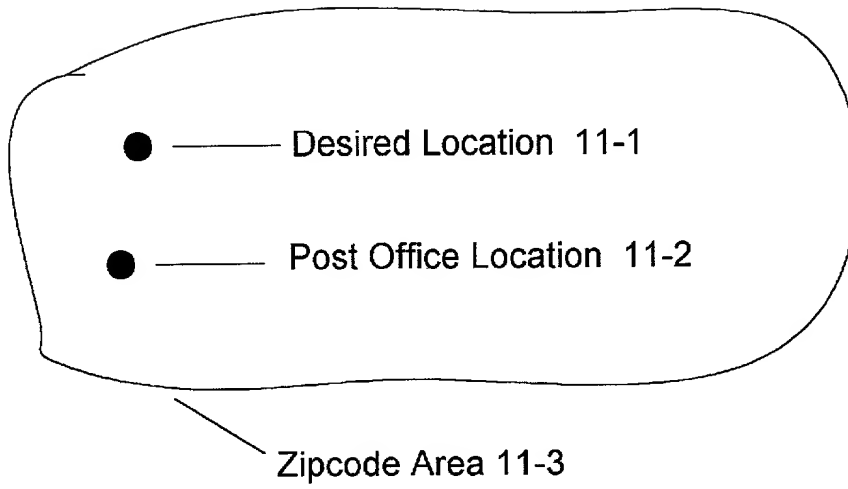 Desired Location 11-1
Post Office Location 11-2
Zipcode Area 11-3